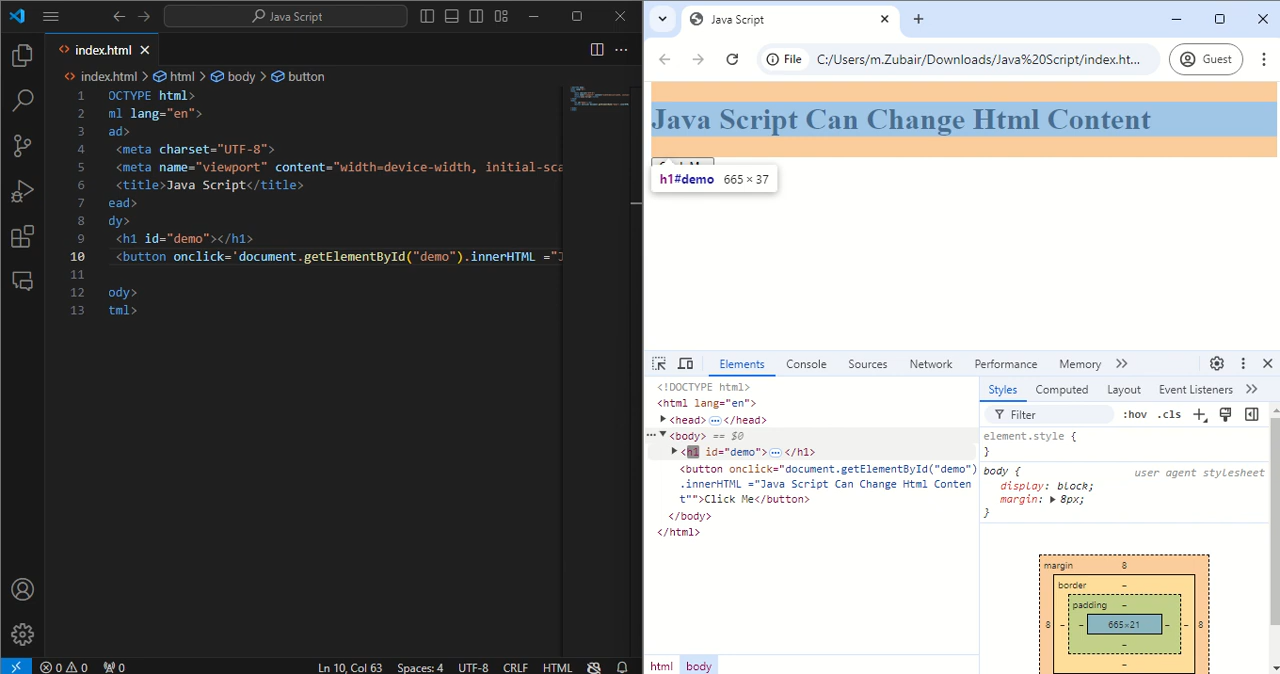 Java Script
index.html
index.html > html > body > button
1 OCTYPE html>
2 ml lang="en">
3 ad>
4 <meta charset="UTF-8">
5 <meta name="viewport" content="width=device-width, initial-sca
6 <title>Java Script</title>
7 ead>
8 dy>
9 <h1 id="demo"></h1>
10 <button onclick='document.getElementById("demo").innerHTML ="J
11
12 ody>
13 tml>
0 0 0
Ln 10, Col 63 Spaces: 4 UTF-8 CRLF HTML
Java Script
File C:/Users/m.Zubair/Downloads/Java%20Script/index.ht... Guest
Java Script Can Change Html Content
h1#demo 665 × 37
Elements Console Sources Network Performance Memory
<!DOCTYPE html>
<html lang="en">
<head> ⋯ </head>
<body> == $0
<h1 id="demo"> ⋯ </h1>
<button onclick="document.getElementById("demo")
.innerHTML ="Java Script Can Change Html Conten
t"">Click Me</button>
</body>
</html>
html body
Styles Computed Layout Event Listeners
Filter :hov .cls
element.style {
}
body { user agent stylesheet
display: block;
margin: 8px;
}
margin 8
border –
padding –
8 – – 665×21 – – 8
–
–